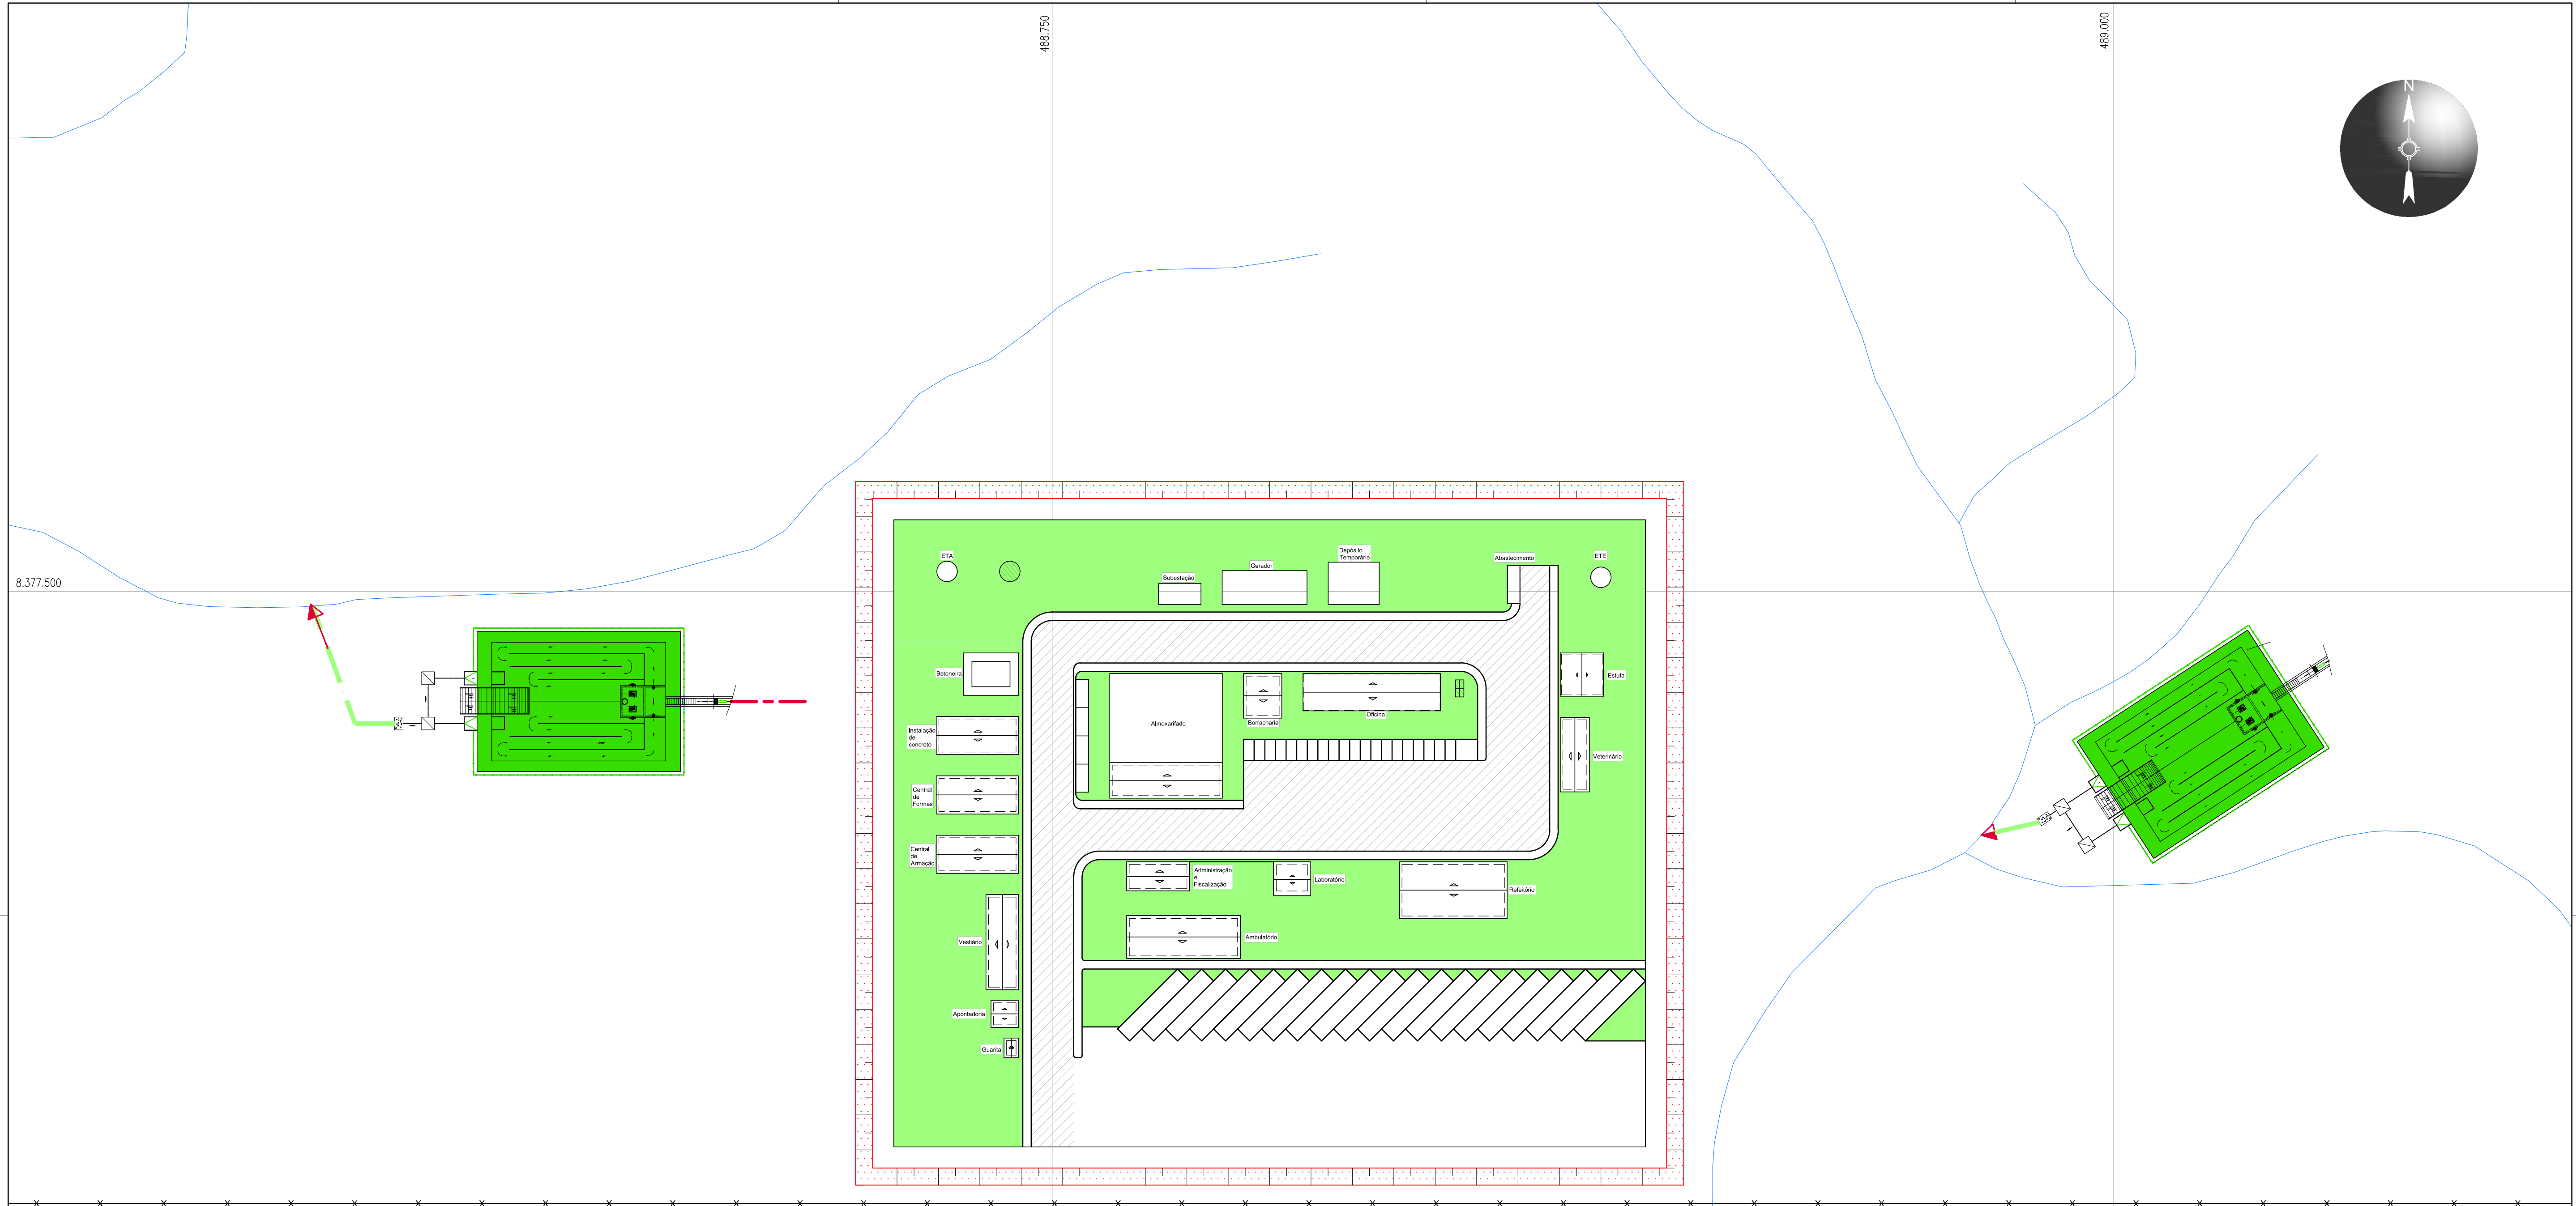 488.750
489.000
N
ETA
Depósito
Temporário
Abastecimento
ETE
Gerador
Subestação
8.377.500
Betoneira
Estufa
Oficina
Borracharia
Almoxarifado
Instalação
de
concreto
Veterinário
Central
de
Formas
Central
de
Armação
Administração
e
Fiscalização
Laboratório
Refeitório
Vestiário
Ambulatório
Apontadoria
Guarita